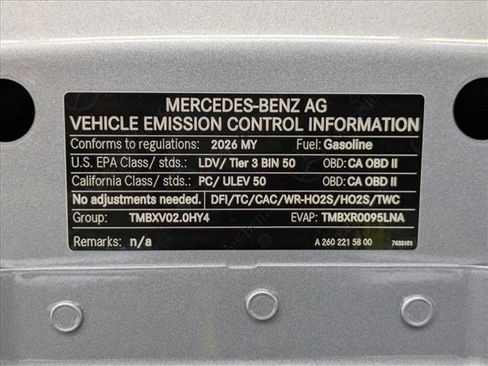 MERCEDES-BENZ AG
VEHICLE EMISSION CONTROL INFORMATION
Conforms to regulations: 2026 MY Fuel: Gasoline
U.S. EPA Class/ stds.: LDV/ Tier 3 BIN 50 OBD: CA OBD II
California Class/ stds.: PC/ ULEV 50 OBD: CA OBD II
No adjustments needed. DFI/TC/CAC/WR-HO2S/HO2S/TWC
Group: TMBXV02.0HY4 EVAP: TMBXR0095LNA
Remarks: n/a A 260 221 58 00 7433101